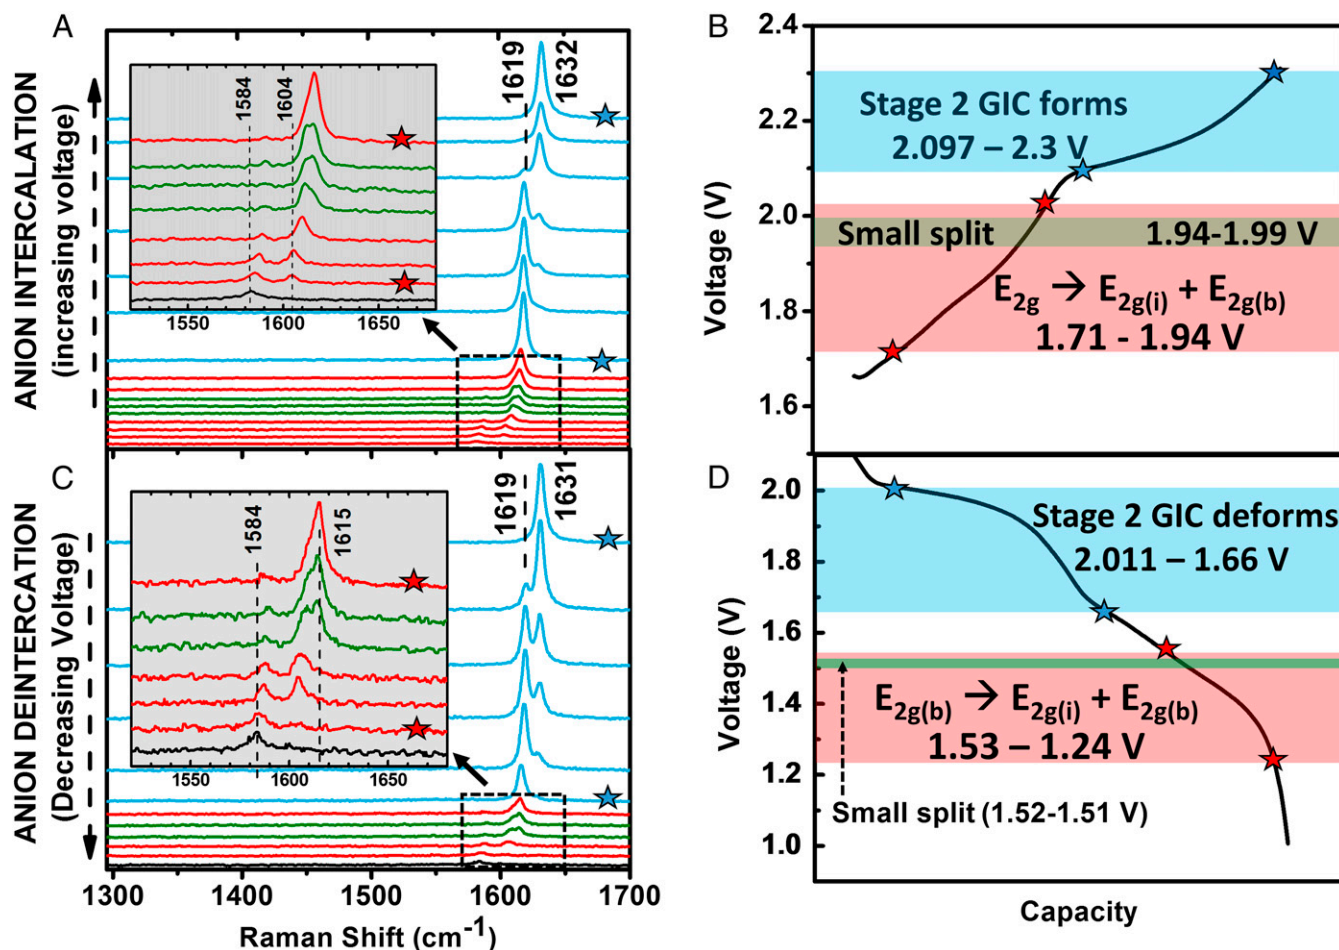 A
ANION INTERCALATION
(increasing voltage)
1584
1604
1550 1600 1650
1619
1632
B
2.4
2.2
2.0
1.8
1.6
Voltage (V)
Stage 2 GIC forms
2.097 – 2.3 V
Small split 1.94-1.99 V
E2g → E2g(i) + E2g(b)
1.71 - 1.94 V
C
ANION DEINTERCATION
(Decreasing Voltage)
1584
1615
1550 1600 1650
1619
1631
1300 1400 1500 1600 1700
Raman Shift (cm-1)
D
2.0
1.8
1.6
1.4
1.2
1.0
Voltage (V)
Stage 2 GIC deforms
2.011 – 1.66 V
E2g(b) → E2g(i) + E2g(b)
1.53 – 1.24 V
Small split (1.52-1.51 V)
Capacity